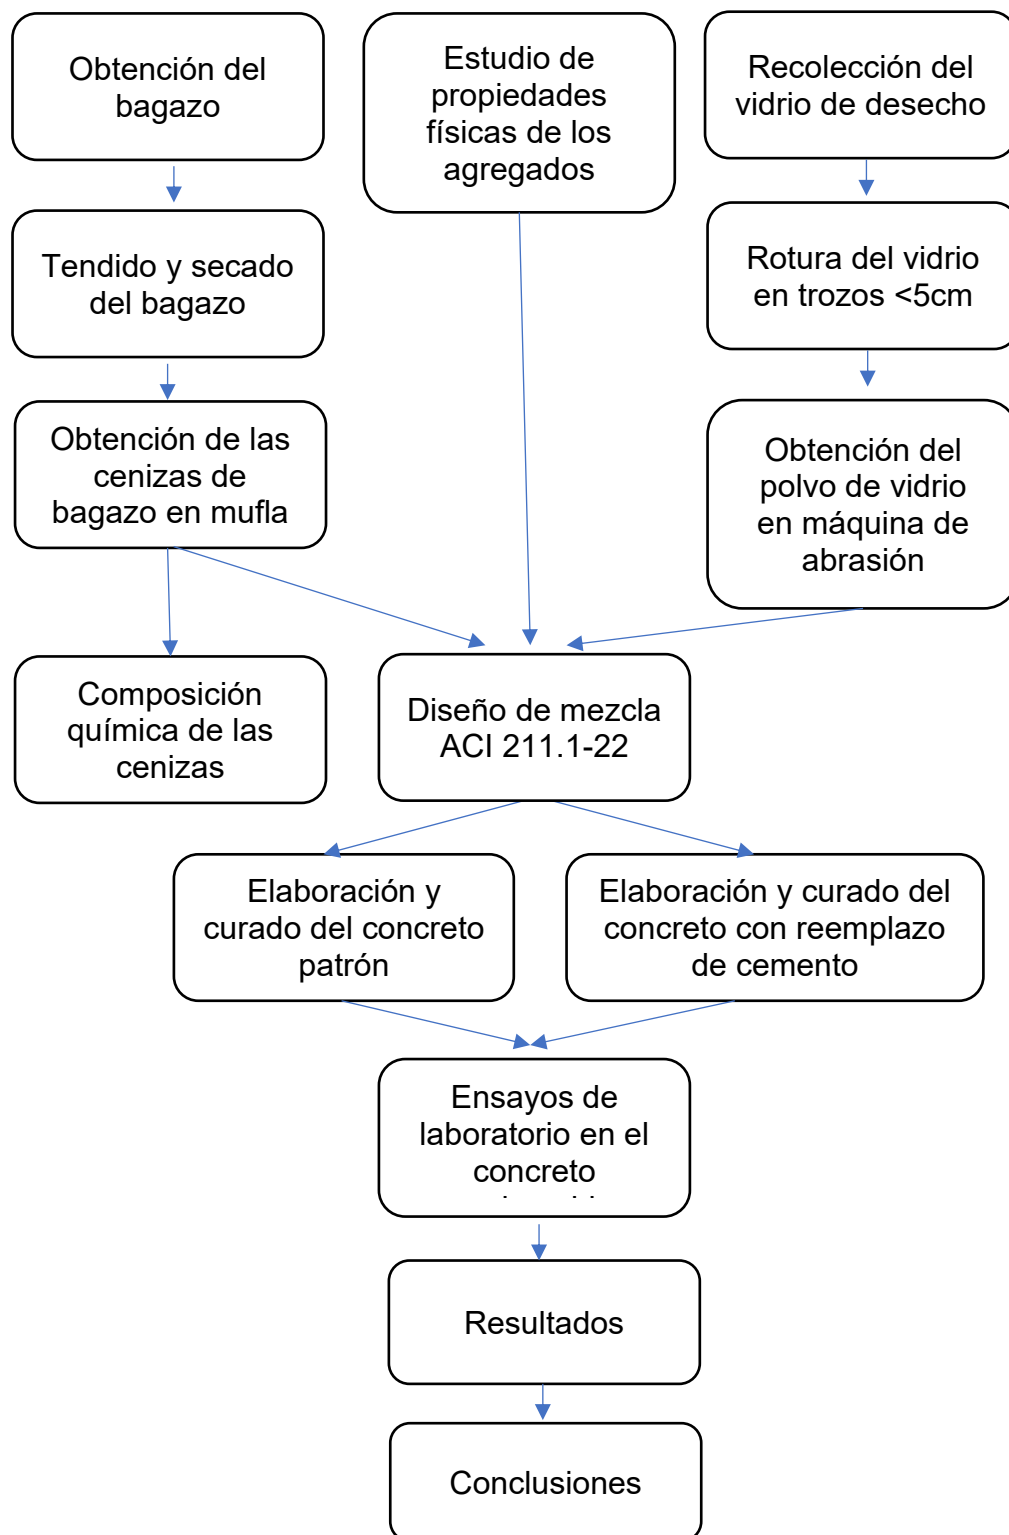 Obtención del
bagazo
Estudio de
propiedades
físicas de los
agregados
Recolección del
vidrio de desecho
Tendido y secado
del bagazo
Rotura del vidrio
en trozos <5cm
Obtención de las
cenizas de
bagazo en mufla
Obtención del
polvo de vidrio
en máquina de
abrasión
Composición
química de las
cenizas
Diseño de mezcla
ACI 211.1-22
Elaboración y
curado del concreto
patrón
Elaboración y curado del
concreto con reemplazo
de cemento
Ensayos de
laboratorio en el
concreto
Resultados
Conclusiones